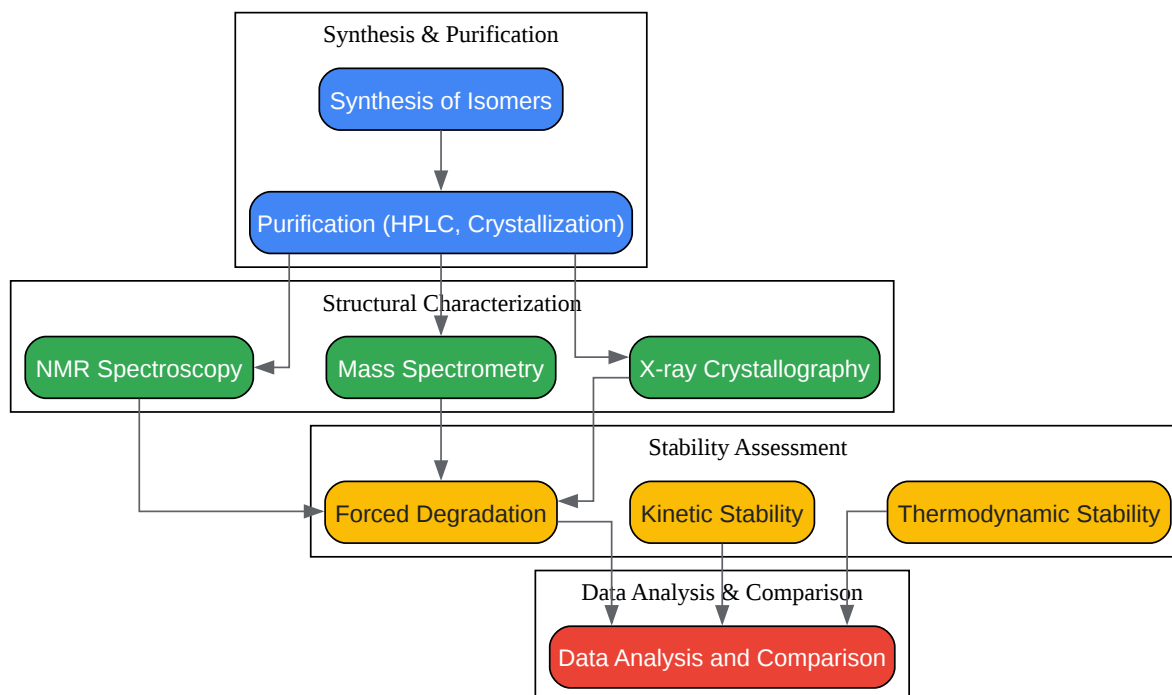 Synthesis & Purification
Synthesis of Isomers
Purification (HPLC, Crystallization)
Structural Characterization
NMR Spectroscopy
Mass Spectrometry
X-ray Crystallography
Stability Assessment
Forced Degradation
Kinetic Stability
Thermodynamic Stability
Data Analysis & Comparison
Data Analysis and Comparison